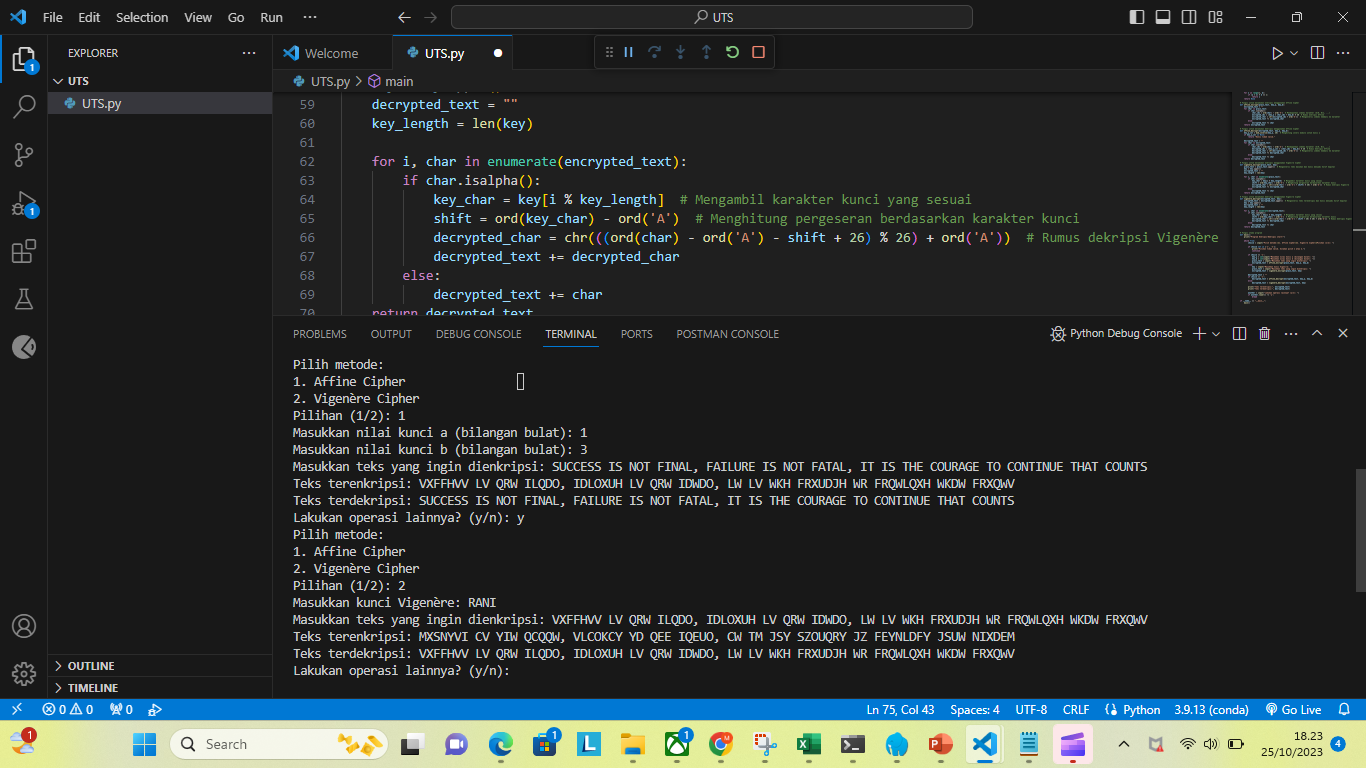 File Edit Selection View Go Run ··· UTS
EXPLORER ···
UTS
UTS.py
Welcome UTS.py
UTS.py > main
59 decrypted_text = ""
60 key_length = len(key)
61
62 for i, char in enumerate(encrypted_text):
63 if char.isalpha():
64 key_char = key[i % key_length]  # Mengambil karakter kunci yang sesuai
65 shift = ord(key_char) - ord('A')  # Menghitung pergeseran berdasarkan karakter kunci
66 decrypted_char = chr(((ord(char) - ord('A') - shift + 26) % 26) + ord('A'))  # Rumus dekripsi Vigenère
67 decrypted_text += decrypted_char
68 else:
69 decrypted_text += char
70 return decrypted_text
PROBLEMS OUTPUT DEBUG CONSOLE TERMINAL PORTS POSTMAN CONSOLE Python Debug Console
Pilih metode:
1. Affine Cipher
2. Vigenère Cipher
Pilihan (1/2): 1
Masukkan nilai kunci a (bilangan bulat): 1
Masukkan nilai kunci b (bilangan bulat): 3
Masukkan teks yang ingin dienkripsi: SUCCESS IS NOT FINAL, FAILURE IS NOT FATAL, IT IS THE COURAGE TO CONTINUE THAT COUNTS
Teks terenkripsi: VXFFHVV LV QRW ILQDO, IDLOXUH LV QRW IDWDO, LW LV WKH FRXUDJH WR FRQWLQXH WKDW FRXQWV
Teks terdekripsi: SUCCESS IS NOT FINAL, FAILURE IS NOT FATAL, IT IS THE COURAGE TO CONTINUE THAT COUNTS
Lakukan operasi lainnya? (y/n): y
Pilih metode:
1. Affine Cipher
2. Vigenère Cipher
Pilihan (1/2): 2
Masukkan kunci Vigenère: RANI
Masukkan teks yang ingin dienkripsi: VXFFHVV LV QRW ILQDO, IDLOXUH LV QRW IDWDO, LW LV WKH FRXUDJH WR FRQWLQXH WKDW FRXQWV
Teks terenkripsi: MXSNYVI CV YIW QCQQW, VLCOKCY YD QEE IQEUO, CW TM JSY SZOUQRY JZ FEYNLDFY JSUW NIXDEM
Teks terdekripsi: VXFFHVV LV QRW ILQDO, IDLOXUH LV QRW IDWDO, LW LV WKH FRXUDJH WR FRQWLQXH WKDW FRXQWV
Lakukan operasi lainnya? (y/n):
OUTLINE
TIMELINE
0 0 0 Ln 75, Col 43 Spaces: 4 UTF-8 CRLF Python 3.9.13 (conda) Go Live
Search
18.23
25/10/2023